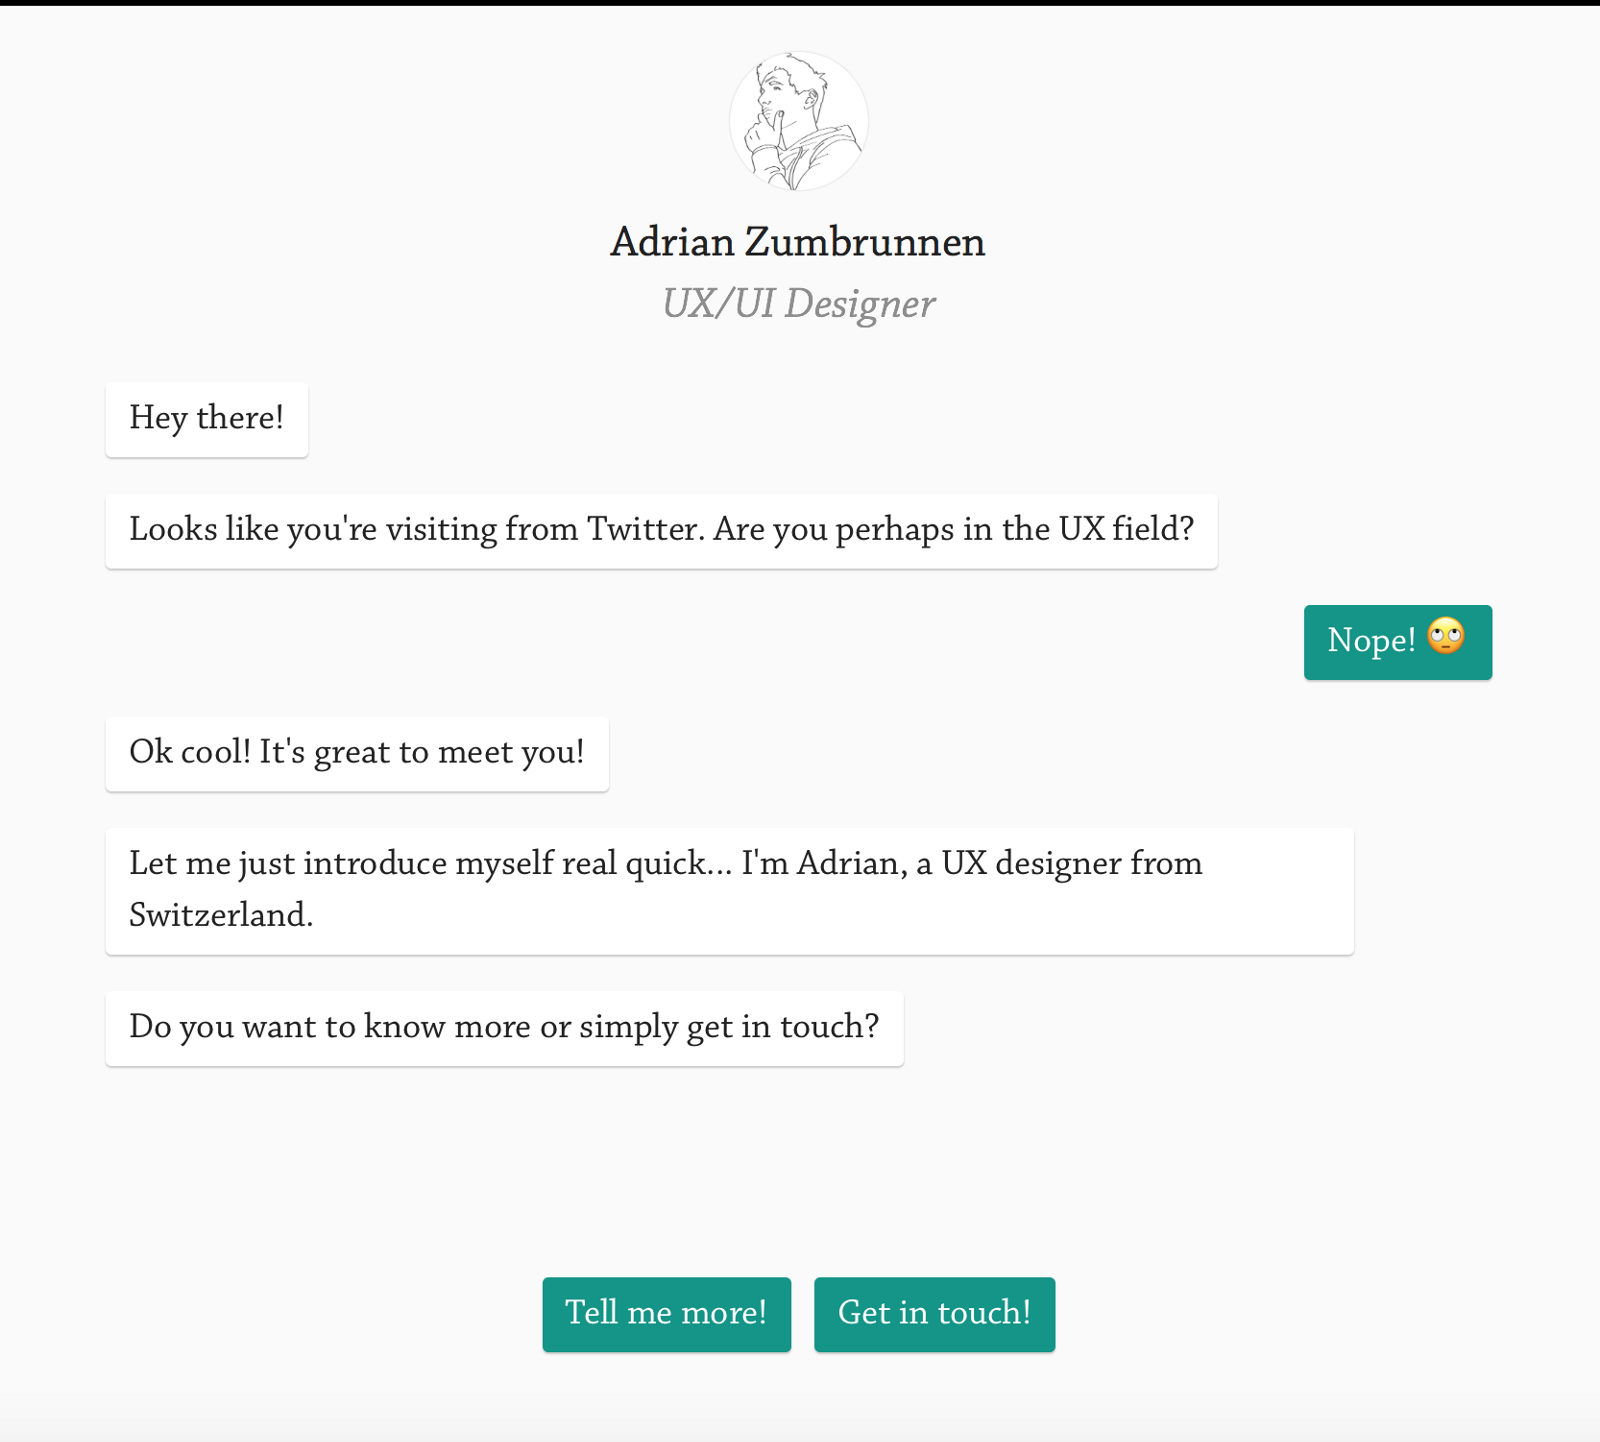 Adrian Zumbrunnen
UX/UI Designer
Hey there!
Looks like you're visiting from Twitter. Are you perhaps in the UX field?
Nope! 🙄
Ok cool! It's great to meet you!
Let me just introduce myself real quick... I'm Adrian, a UX designer from
Switzerland.
Do you want to know more or simply get in touch?
Tell me more!
Get in touch!